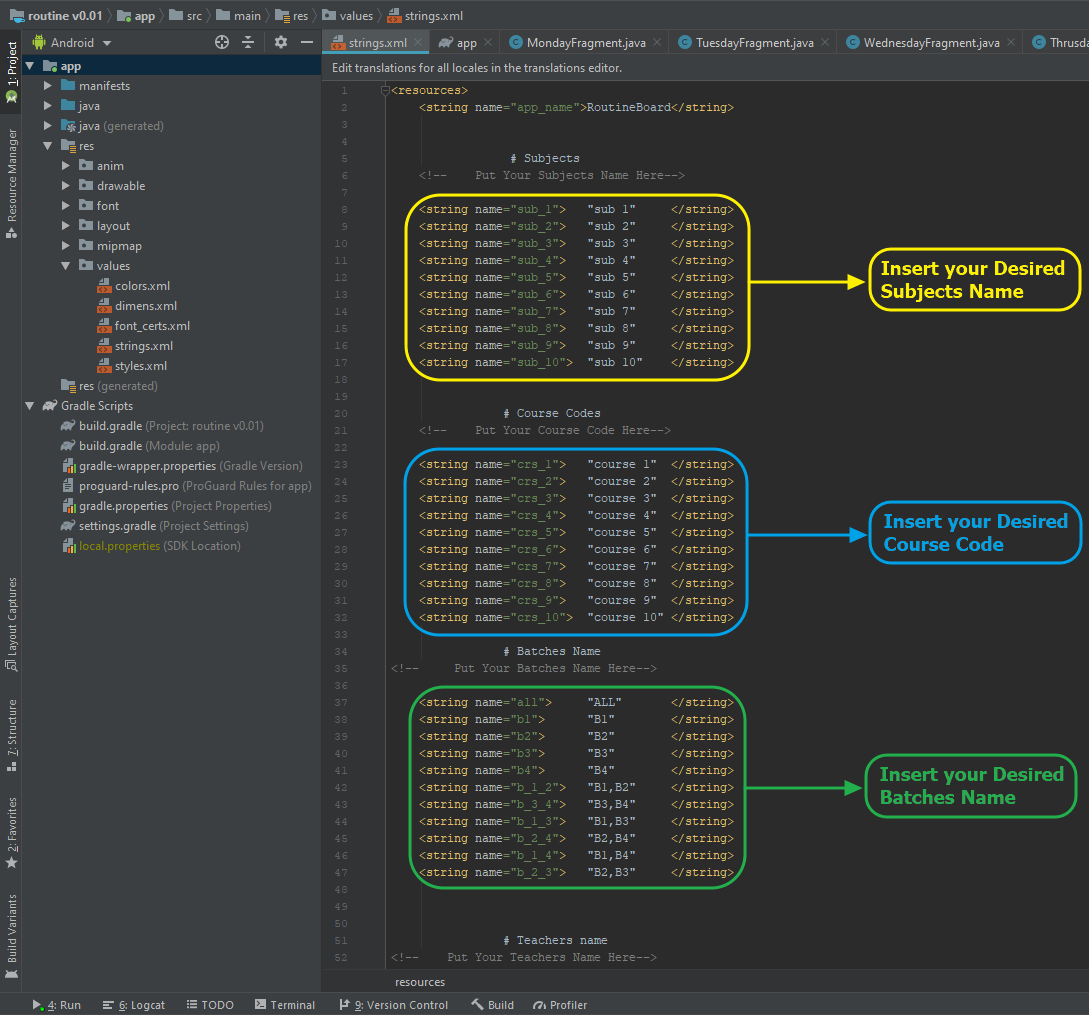 routine v0.01 app src main res values strings.xml
Android
strings.xml app MondayFragment.java TuesdayFragment.java WednesdayFragment.java Thrusda
1: Project
Resource Manager
Layout Captures
7: Structure
2: Favorites
Build Variants
app
manifests
java
java (generated)
res
anim
drawable
font
layout
mipmap
values
colors.xml
dimens.xml
font_certs.xml
strings.xml
styles.xml
res (generated)
Gradle Scripts
build.gradle (Project: routine v0.01)
build.gradle (Module: app)
gradle-wrapper.properties (Gradle Version)
proguard-rules.pro (ProGuard Rules for app)
gradle.properties (Project Properties)
settings.gradle (Project Settings)
local.properties (SDK Location)
Edit translations for all locales in the translations editor.
1 <resources>
2 <string name="app_name">RoutineBoard</string>
3
4
5 # Subjects
6 <!-- Put Your Subjects Name Here-->
7
8 <string name="sub_1"> "sub 1" </string>
9 <string name="sub_2"> "sub 2" </string>
10 <string name="sub_3"> "sub 3" </string>
11 <string name="sub_4"> "sub 4" </string>
12 <string name="sub_5"> "sub 5" </string>
13 <string name="sub_6"> "sub 6" </string>
14 <string name="sub_7"> "sub 7" </string>
15 <string name="sub_8"> "sub 8" </string>
16 <string name="sub_9"> "sub 9" </string>
17 <string name="sub_10"> "sub 10" </string>
18
19
20 # Course Codes
21 <!-- Put Your Course Code Here-->
22
23 <string name="crs_1"> "course 1" </string>
24 <string name="crs_2"> "course 2" </string>
25 <string name="crs_3"> "course 3" </string>
26 <string name="crs_4"> "course 4" </string>
27 <string name="crs_5"> "course 5" </string>
28 <string name="crs_6"> "course 6" </string>
29 <string name="crs_7"> "course 7" </string>
30 <string name="crs_8"> "course 8" </string>
31 <string name="crs_9"> "course 9" </string>
32 <string name="crs_10"> "course 10" </string>
33
34 # Batches Name
35 <!-- Put Your Batches Name Here-->
36
37 <string name="all"> "ALL" </string>
38 <string name="b1"> "B1" </string>
39 <string name="b2"> "B2" </string>
40 <string name="b3"> "B3" </string>
41 <string name="b4"> "B4" </string>
42 <string name="b_1_2"> "B1,B2" </string>
43 <string name="b_3_4"> "B3,B4" </string>
44 <string name="b_1_3"> "B1,B3" </string>
45 <string name="b_2_4"> "B2,B4" </string>
46 <string name="b_1_4"> "B1,B4" </string>
47 <string name="b_2_3"> "B2,B3" </string>
48
49
50
51 # Teachers name
52 <!-- Put Your Teachers Name Here-->
Insert your Desired
Subjects Name
Insert your Desired
Course Code
Insert your Desired
Batches Name
resources
4: Run 6: Logcat TODO Terminal 9: Version Control Build Profiler